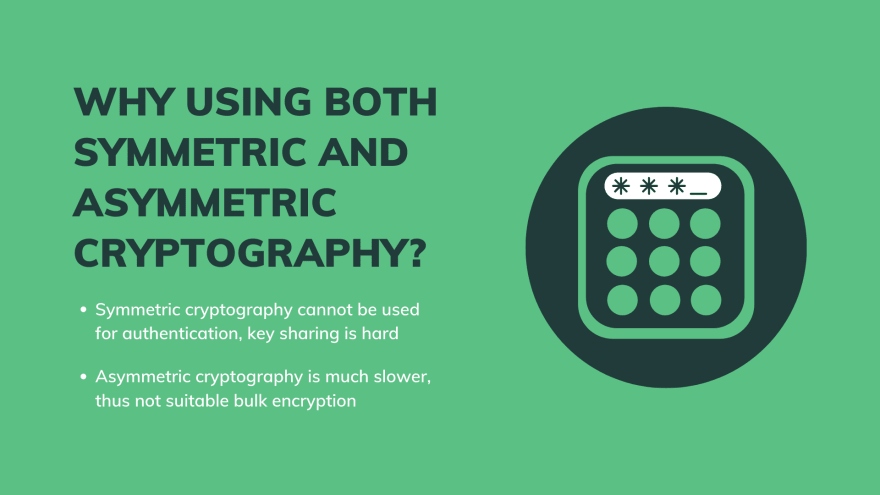 WHY USING BOTH
SYMMETRIC AND
ASYMMETRIC
CRYPTOGRAPHY?
• Symmetric cryptography cannot be used
for authentication, key sharing is hard
• Asymmetric cryptography is much slower,
thus not suitable bulk encryption
***_